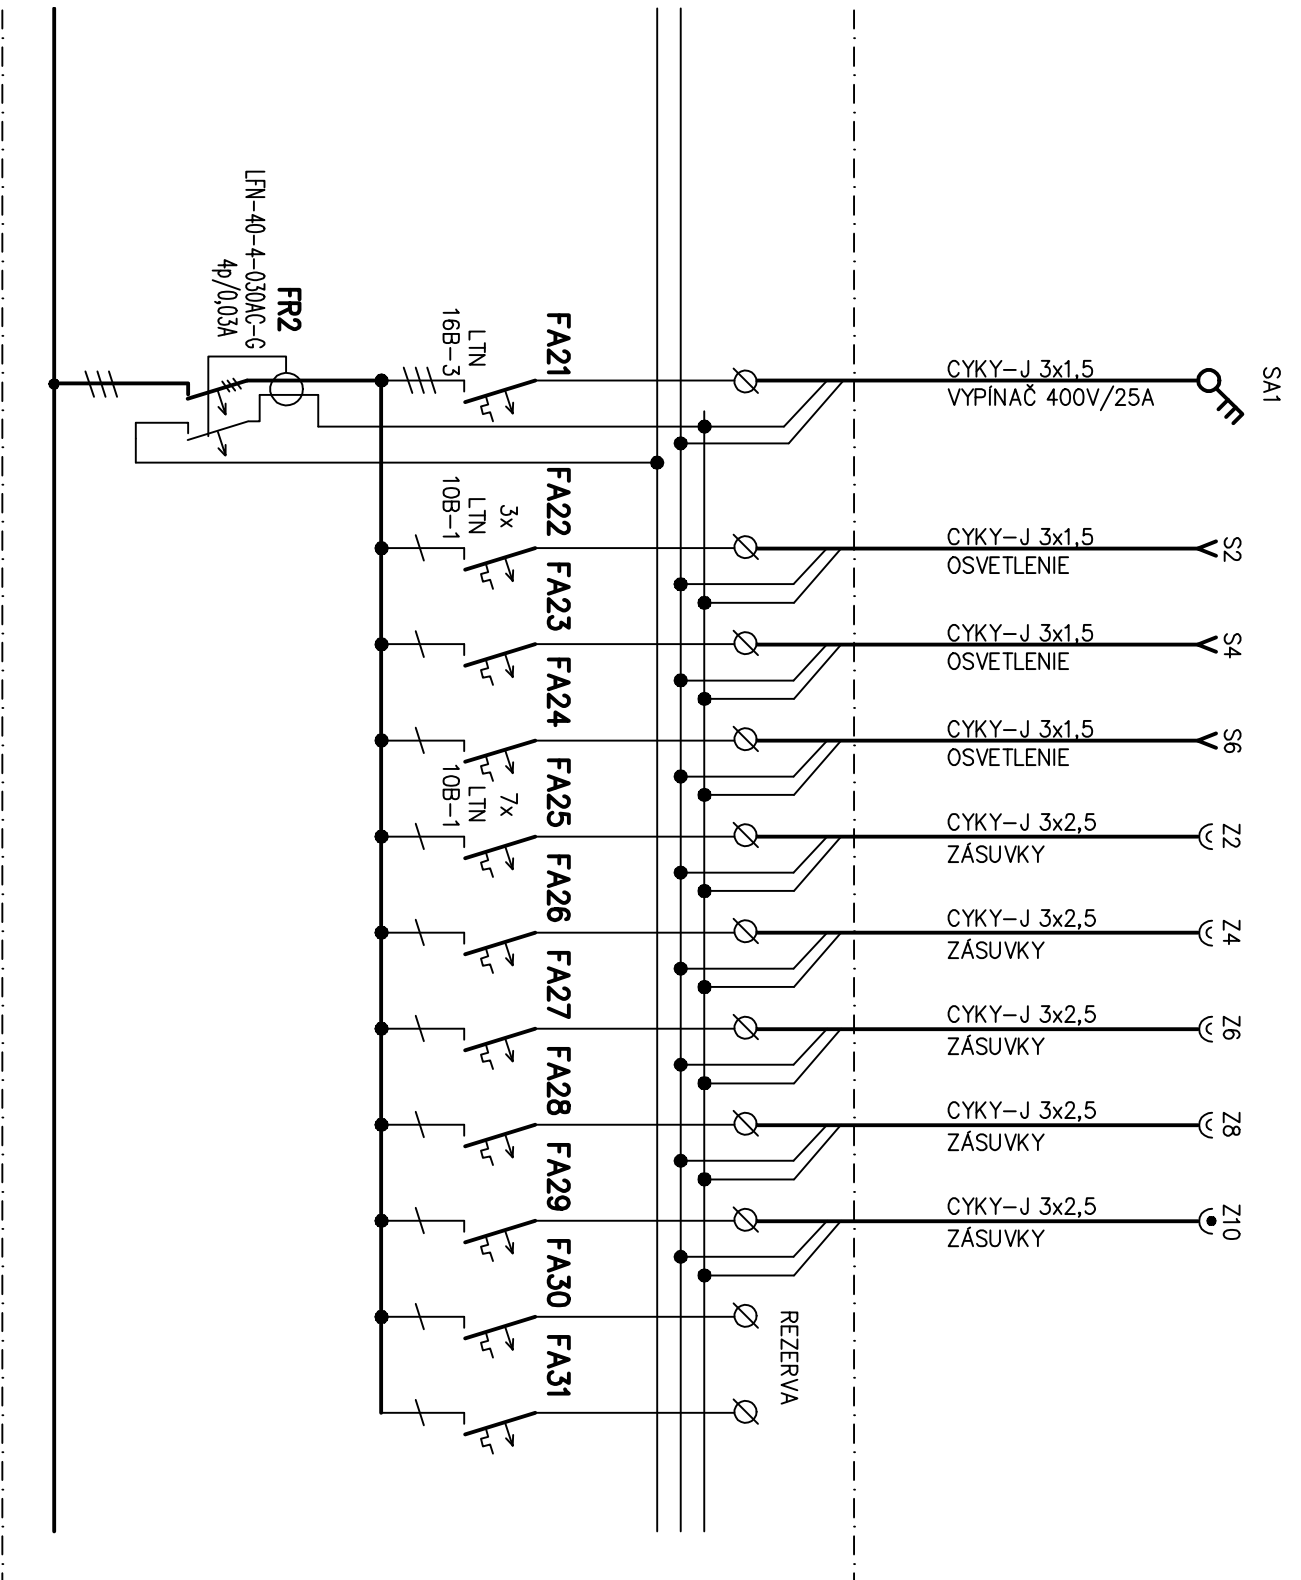 SA1
CYKY-J 3x1,5
VYPÍNAČ 400V/25A
FA21
LTN
16B-3
FR2
LFN-40-4-030AC-G
4p/0,03A
S2
CYKY-J 3x1,5
OSVETLENIE
FA22
3x
LTN
10B-1
S4
CYKY-J 3x1,5
OSVETLENIE
FA23
S6
CYKY-J 3x1,5
OSVETLENIE
FA24
Z2
CYKY-J 3x2,5
ZÁSUVKY
FA25
7x
LTN
10B-1
Z4
CYKY-J 3x2,5
ZÁSUVKY
FA26
Z6
CYKY-J 3x2,5
ZÁSUVKY
FA27
Z8
CYKY-J 3x2,5
ZÁSUVKY
FA28
Z10
CYKY-J 3x2,5
ZÁSUVKY
FA29
FA30
REZERVA
FA31